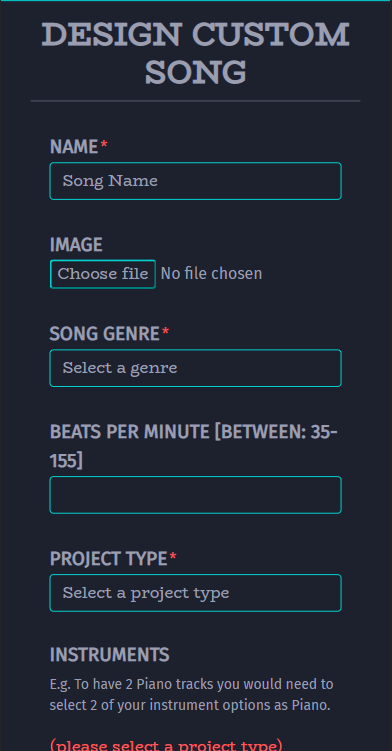 DESIGN CUSTOM
SONG
NAME*
Song Name
IMAGE
Choose file No file chosen
SONG GENRE*
Select a genre
BEATS PER MINUTE [BETWEEN: 35-
155]
PROJECT TYPE*
Select a project type
INSTRUMENTS
E.g. To have 2 Piano tracks you would need to
select 2 of your instrument options as Piano.
(please select a project type)